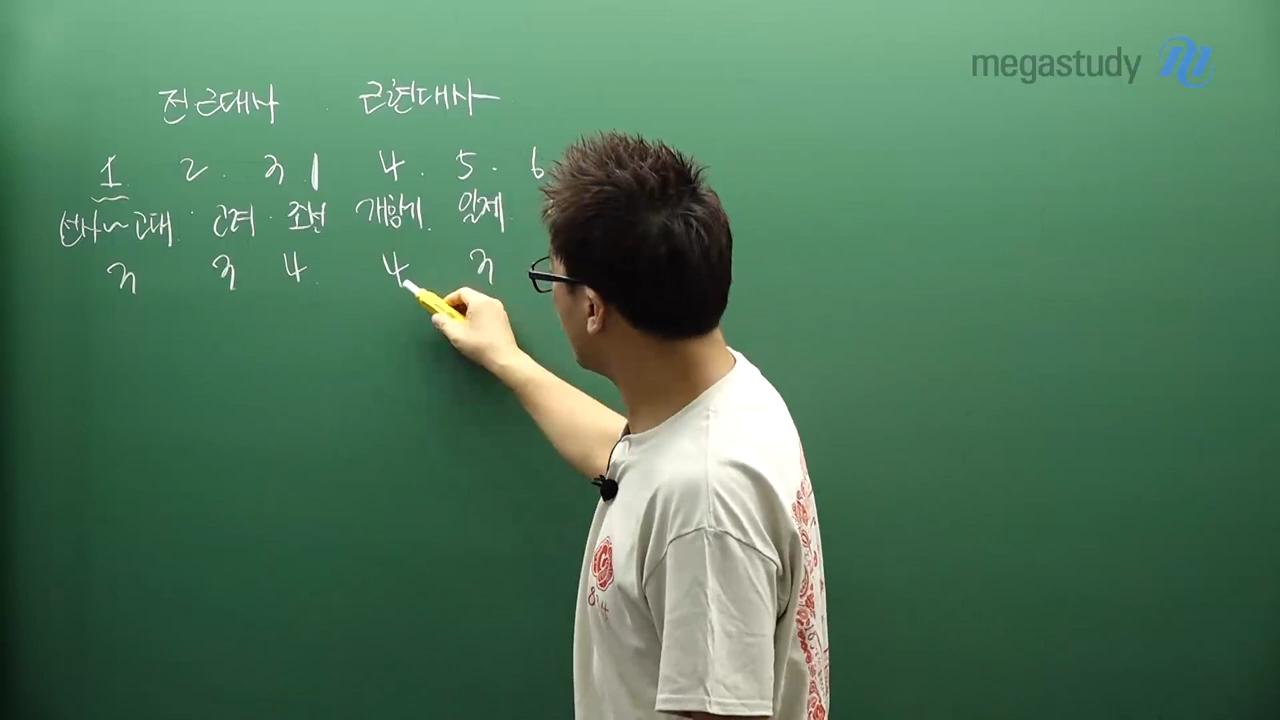 megastudy
전근대사 . 근현대사
1. 2. 3. | 4. 5. 6
선사~고대. 고려. 조선 개항기. 일제.
3 3 4. 4 3
G